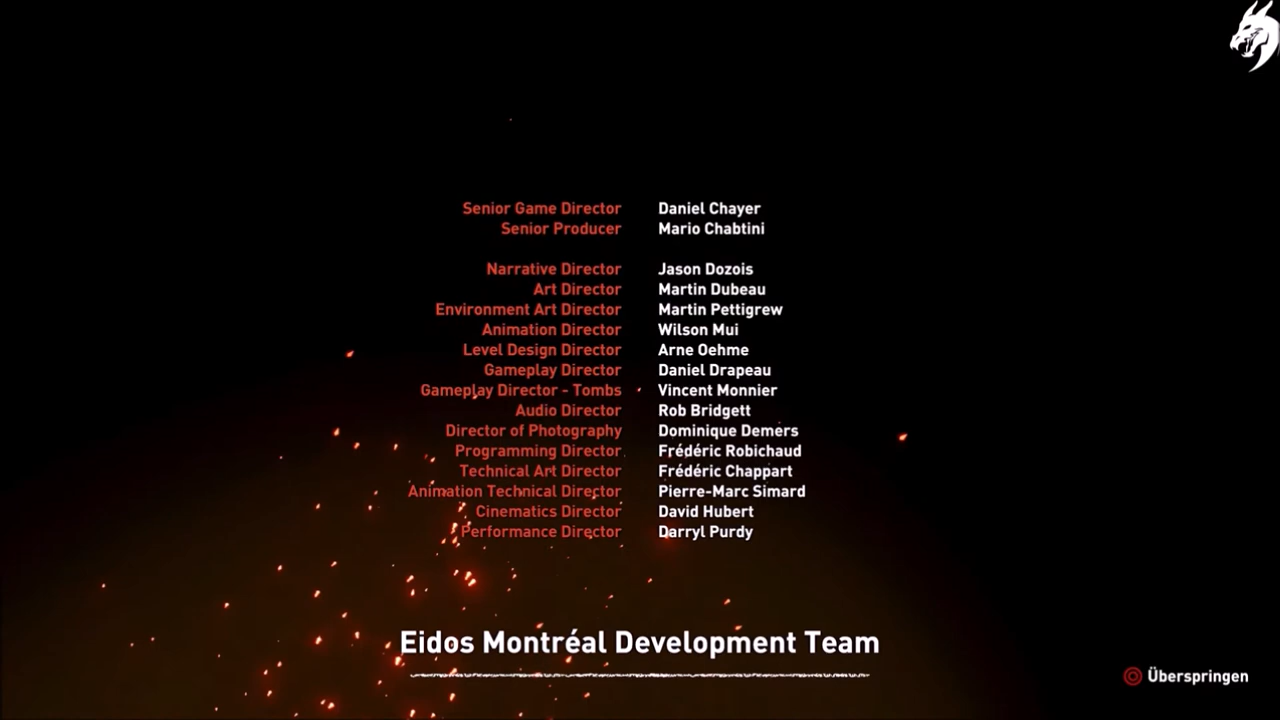 Senior Game Director Daniel Chayer
Senior Producer Mario Chabtini
Narrative Director Jason Dozois
Art Director Martin Dubeau
Environment Art Director Martin Pettigrew
Animation Director Wilson Mui
Level Design Director Arne Oehme
Gameplay Director Daniel Drapeau
Gameplay Director - Tombs Vincent Monnier
Audio Director Rob Bridgett
Director of Photography Dominique Demers
Programming Director Frédéric Robichaud
Technical Art Director Frédéric Chappart
Animation Technical Director Pierre-Marc Simard
Cinematics Director David Hubert
Performance Director Darryl Purdy
Eidos Montréal Development Team
Überspringen